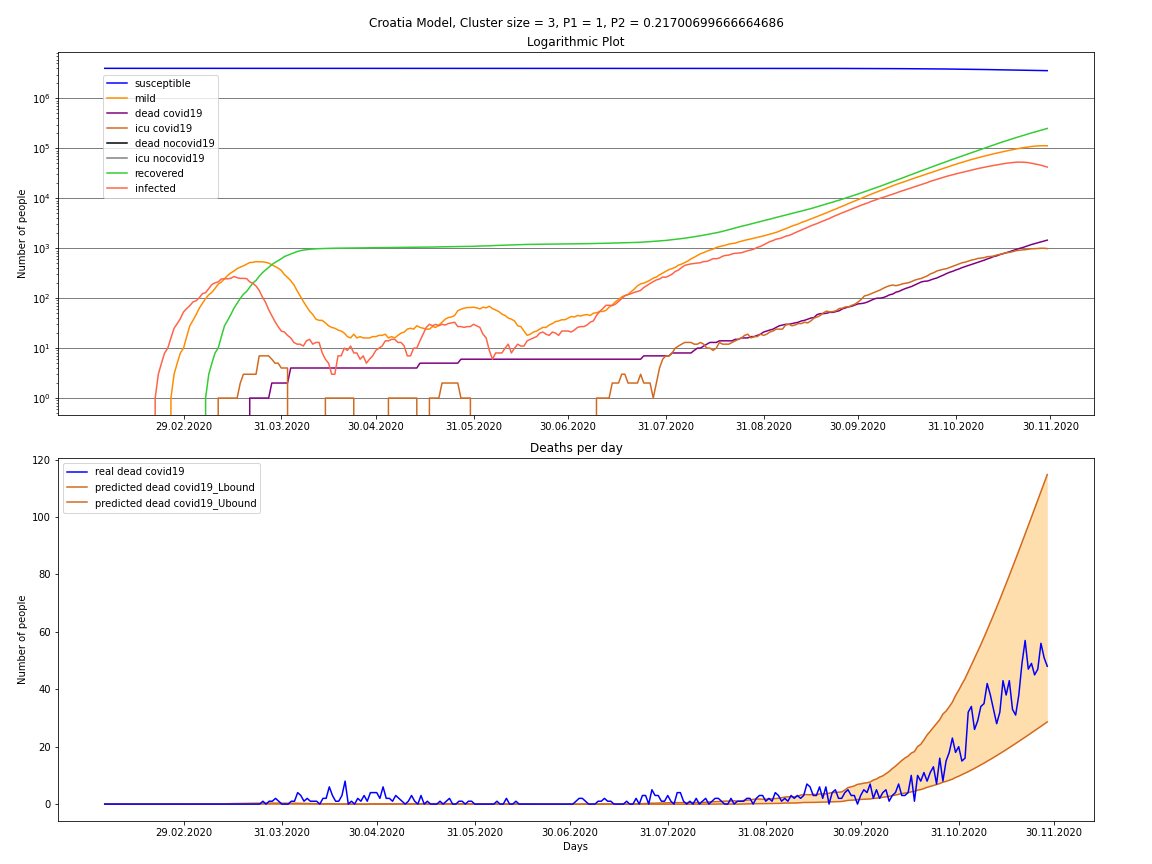 Croatia Model, Cluster size = 3, P1 = 1, P2 = 0.21700699666664686
Logarithmic Plot
susceptible
mild
dead covid19
icu covid19
dead nocovid19
icu nocovid19
recovered
infected
10^6
10^5
10^4
10^3
10^2
10^1
10^0
Number of people
29.02.2020 31.03.2020 30.04.2020 31.05.2020 30.06.2020 31.07.2020 31.08.2020 30.09.2020 31.10.2020 30.11.2020
Deaths per day
real dead covid19
predicted dead covid19_Lbound
predicted dead covid19_Ubound
120
100
80
60
40
20
0
Number of people
29.02.2020 31.03.2020 30.04.2020 31.05.2020 30.06.2020 31.07.2020 31.08.2020 30.09.2020 31.10.2020 30.11.2020
Days